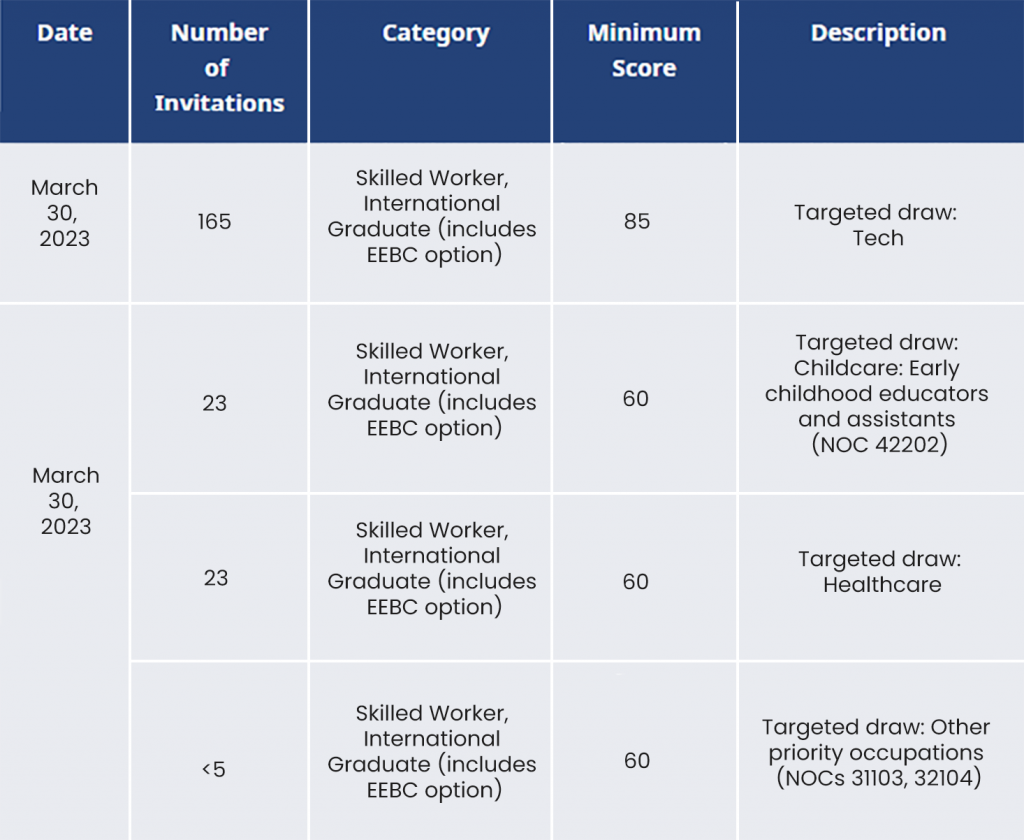 Date
Number
of
Invitations
Category
Minimum
Score
Description
March
30,
2023
165
Skilled Worker,
International
Graduate (includes
EEBC option)
85
Targeted draw:
Tech
March
30,
2023
23
Skilled Worker,
International
Graduate (includes
EEBC option)
60
Targeted draw:
Childcare: Early
childhood educators
and assistants
(NOC 42202)
23
Skilled Worker,
International
Graduate (includes
EEBC option)
60
Targeted draw:
Healthcare
<5
Skilled Worker,
International
Graduate (includes
EEBC option)
60
Targeted draw: Other
priority occupations
(NOCs 31103, 32104)